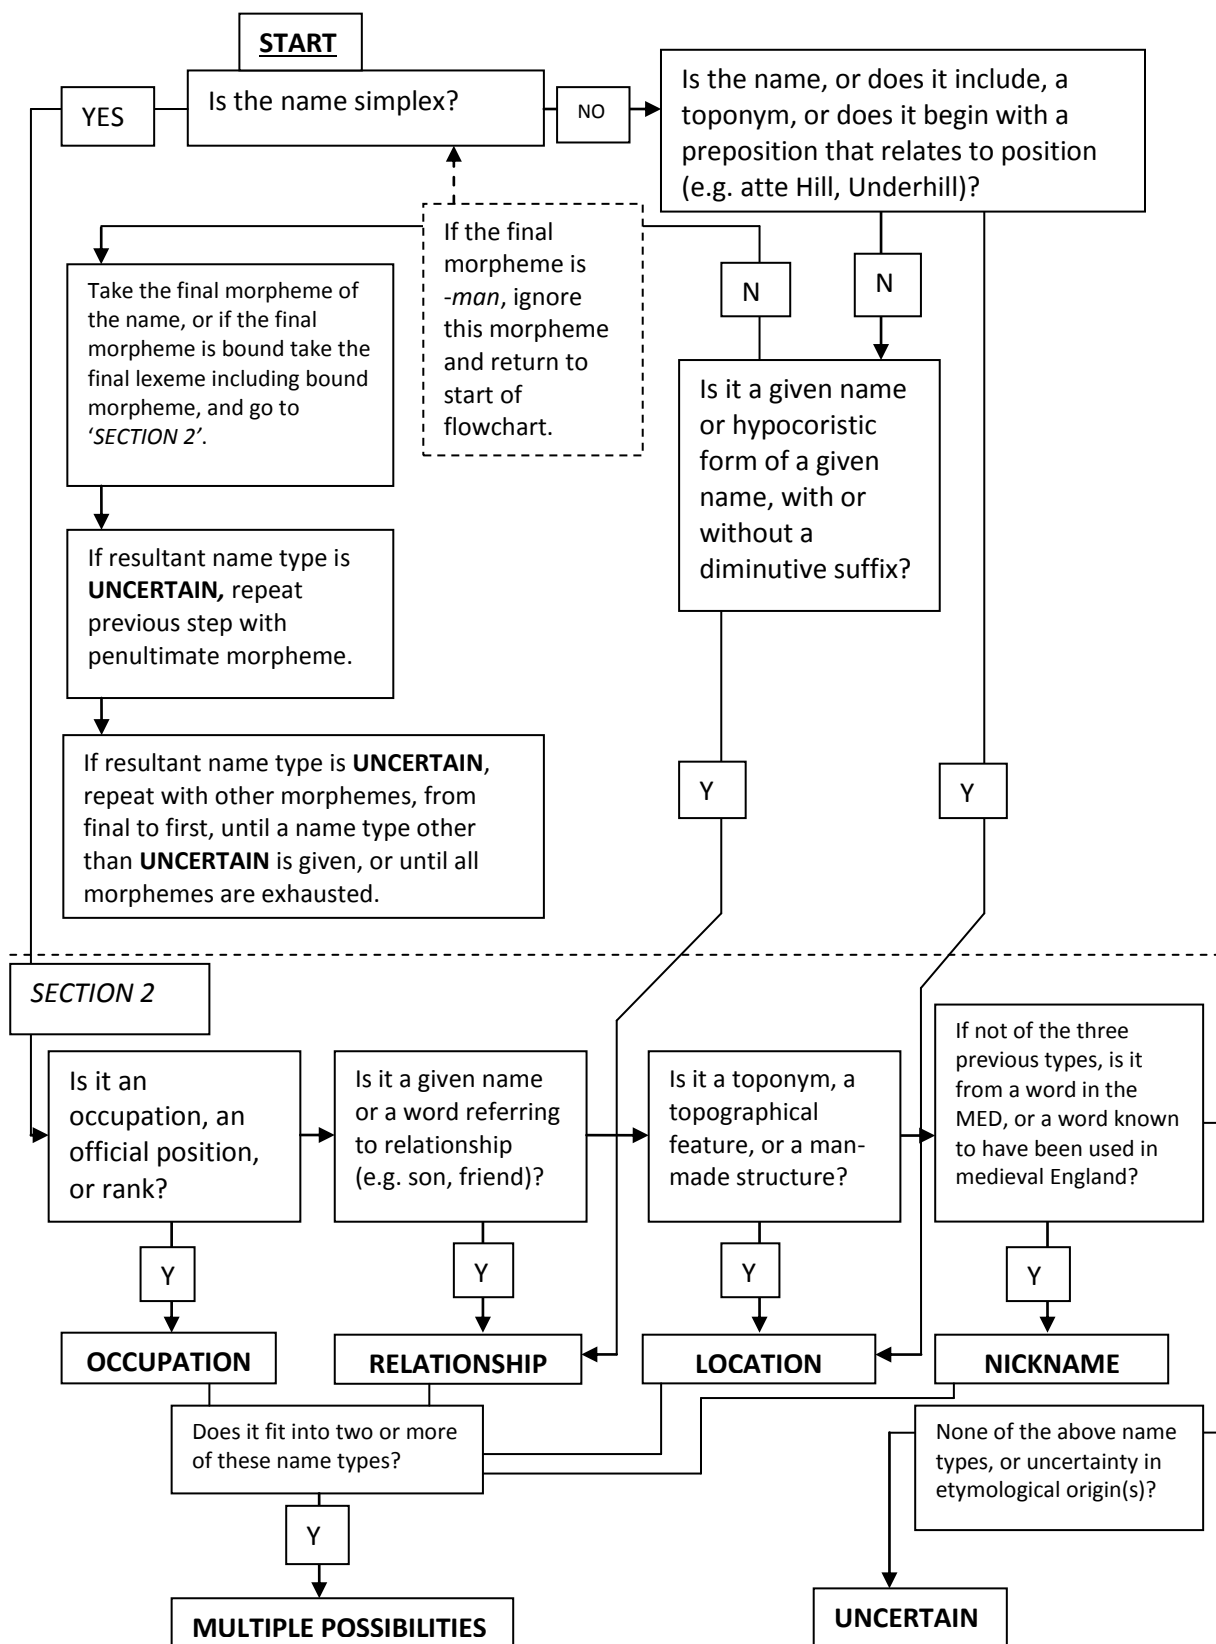 START
Is the name simplex?
YES
NO
Is the name, or does it include, a
toponym, or does it begin with a
preposition that relates to position
(e.g. atte Hill, Underhill)?
If the final
morpheme is
-man, ignore
this morpheme
and return to
start of
flowchart.
N
N
Take the final morpheme of
the name, or if the final
morpheme is bound take the
final lexeme including bound
morpheme, and go to
‘SECTION 2’.
Is it a given name
or hypocoristic
form of a given
name, with or
without a
diminutive suffix?
If resultant name type is
UNCERTAIN, repeat
previous step with
penultimate morpheme.
If resultant name type is UNCERTAIN,
repeat with other morphemes, from
final to first, until a name type other
than UNCERTAIN is given, or until all
morphemes are exhausted.
Y
Y
SECTION 2
Is it an
occupation, an
official position,
or rank?
Is it a given name
or a word referring
to relationship
(e.g. son, friend)?
Is it a toponym, a
topographical
feature, or a man-
made structure?
If not of the three
previous types, is it
from a word in the
MED, or a word known
to have been used in
medieval England?
Y
Y
Y
Y
OCCUPATION
RELATIONSHIP
LOCATION
NICKNAME
Does it fit into two or more
of these name types?
None of the above name
types, or uncertainty in
etymological origin(s)?
Y
MULTIPLE POSSIBILITIES
UNCERTAIN